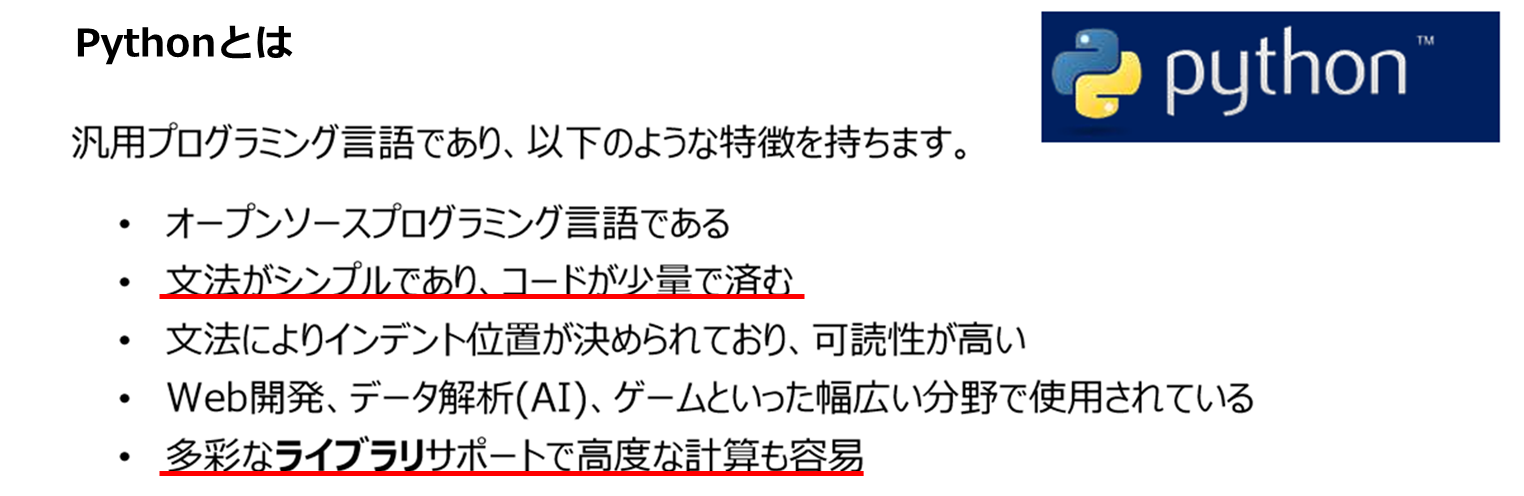 Pythonとは
python™
汎用プログラミング言語であり、以下のような特徴を持ちます。
• オープンソースプログラミング言語である
• 文法がシンプルであり、コードが少量で済む
• 文法によりインデント位置が決められており、可読性が高い
• Web開発、データ解析(AI)、ゲームといった幅広い分野で使用されている
• 多彩なライブラリサポートで高度な計算も容易